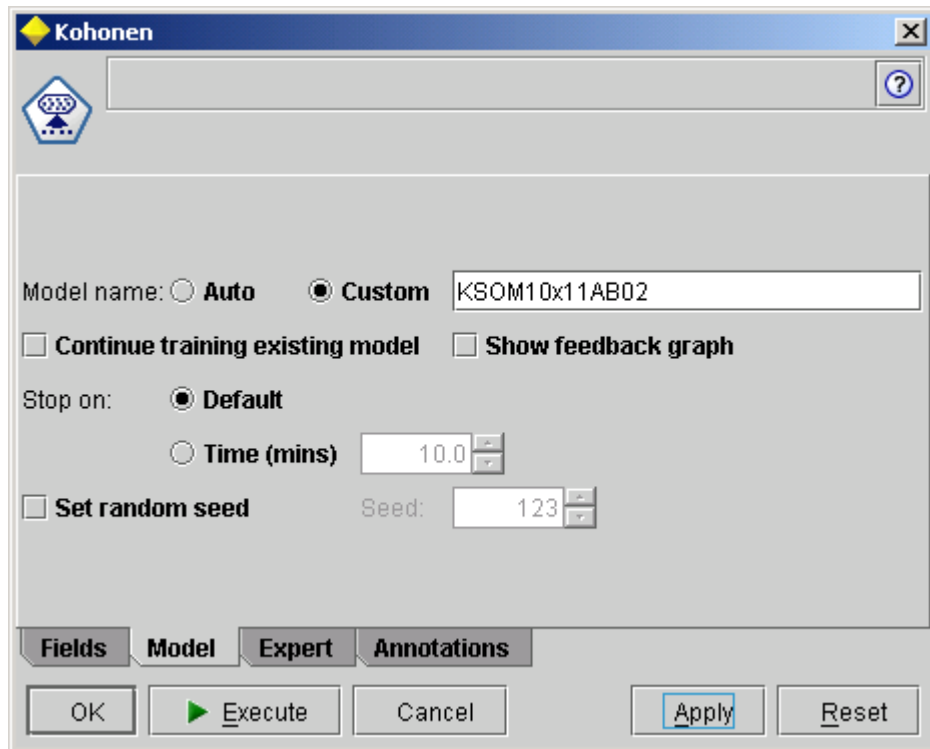 Kohonen
Model name: Auto Custom KSOM10x11AB02
Continue training existing model Show feedback graph
Stop on: Default
Time (mins) 10.0
Set random seed Seed: 123
Fields Model Expert Annotations
OK Execute Cancel Apply Reset